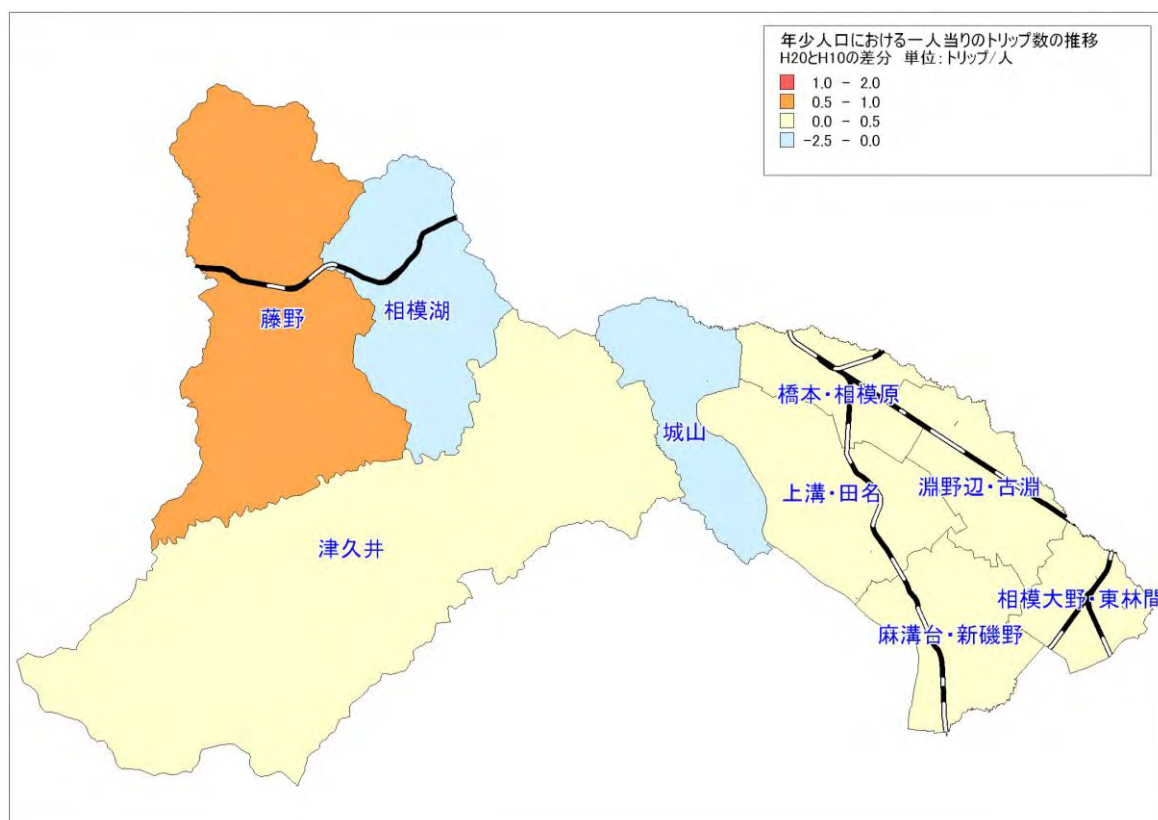 年少人口における一人当りのトリップ数の推移
H20とH10の差分 単位：トリップ/人
1.0 - 2.0
0.5 - 1.0
0.0 - 0.5
-2.5 - 0.0
藤野
相模湖
橋本・相模原
城山
上溝・田名
淵野辺・古淵
津久井
相模大野・東林間
麻溝台・新磯野